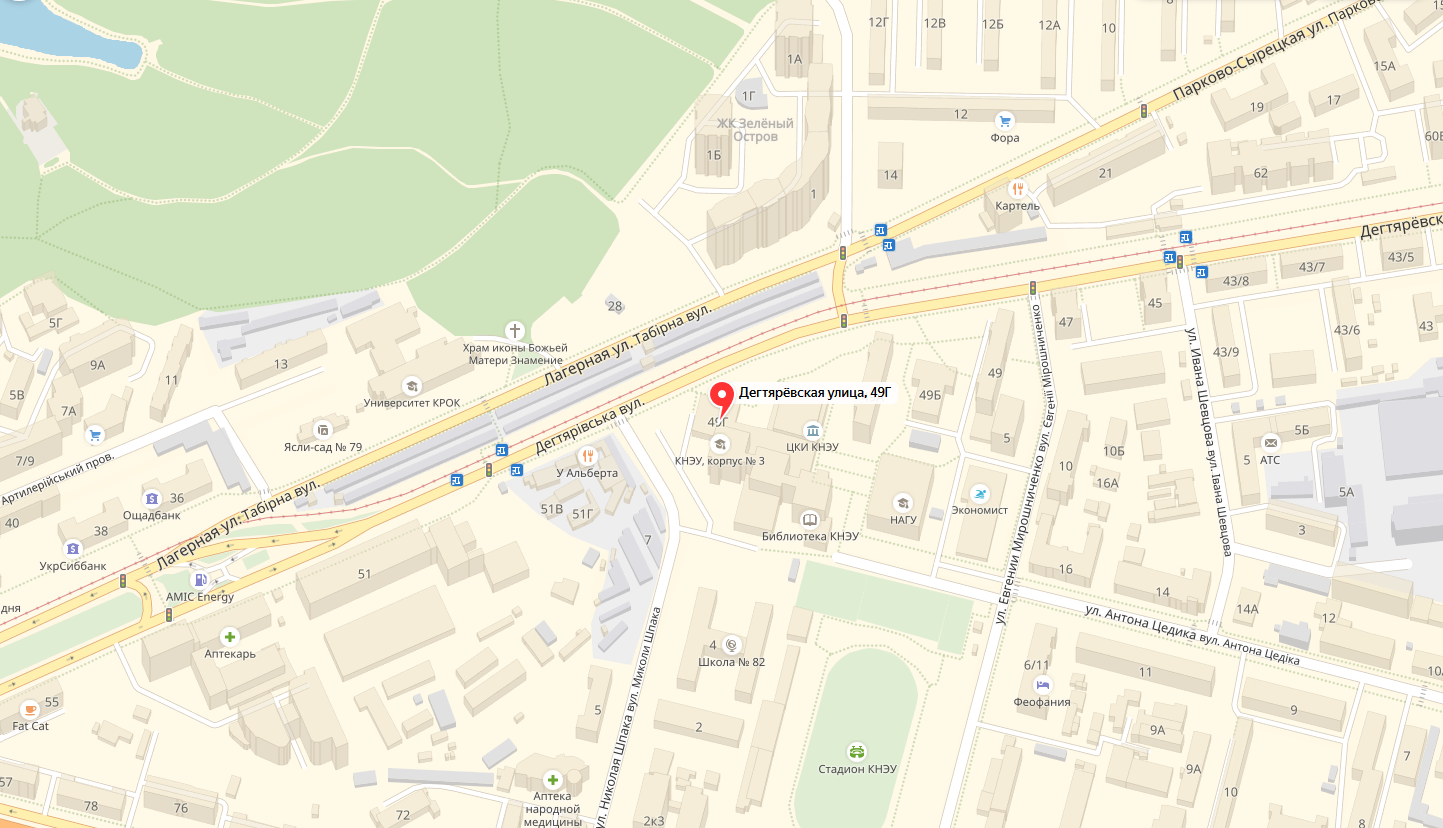 12Г
12В
12Б
12А
10
8
Парково-Сырецкая ул. Парково
15А
1А
1Г
ЖК Зелёный
Остров
1Б
12
Фора
19
17
60В
14
21
62
1
Картель
Дегтярёвск
43/8
43/7
43/5
28
Лагерная ул. Табірна вул.
5Г
9А
13
11
5В
7А
Храм иконы Божьей
Матери Знамение
Университет КРОК
47
45
43/6
43
43/9
ул. Евгении Мирошниченко вул. Євгенії Мірошниченко
ул. Ивана Шевцова вул. Івана Шевцова
49
49Б
Дегтярёвская улица, 49Г
49Г
Дегтярівська вул.
КНЭУ, корпус № 3
ЦКИ КНЭУ
5
10Б
5Б
5
АТС
Ясли-сад № 79
7/9
Артилерійський пров.
У Альберта
10
16А
5А
36
Ощадбанк
40
38
УкрСиббанк
Лагерная ул. Табірна вул.
51В
51Г
7
Библиотека КНЭУ
НАГУ
Экономист
3
16
14
14А
12
51
AMIC Energy
дня
Аптекарь
ул. Антона Цедика вул. Антона Цедіка
4
Школа № 82
6/11
Феофания
11
10А
9
55
Fat Cat
5
2
9А
9А
7
Стадион КНЭУ
ул. Николая Шпака вул. Миколи Шпака
57
78
76
72
Аптека
народной
медицины
2к3
10
8